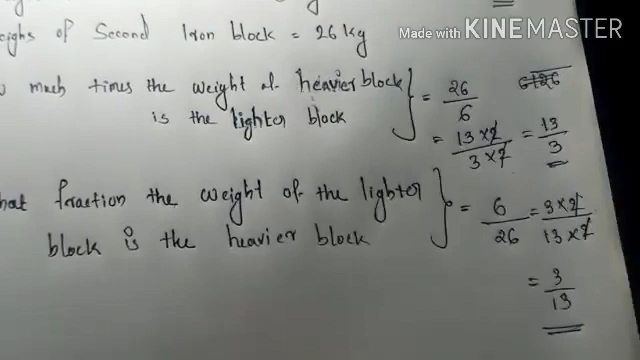 Made with KINEMASTER
eighs of Second Iron block = 26 kg
much times the weight of heavier block } = 26/6
is the lighter block
= 13 × 2 / 3 × 2 = 13/3
hat fraction the weight of the lighter } = 6/26 = 3 × 2 / 13 × 2
block is the heavier block
= 3/13